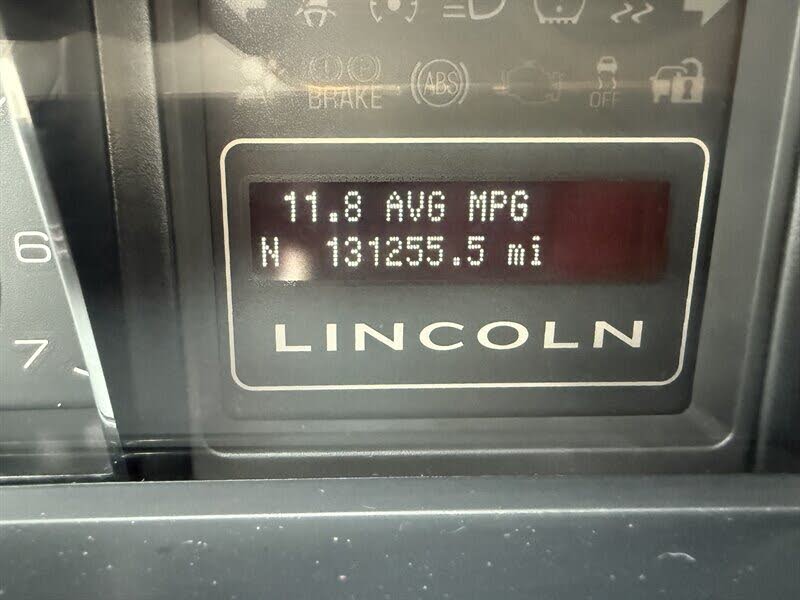 BRAKE
ABS
OFF
11.8 AVG MPG
N 131255.5 mi
LINCOLN
6
7